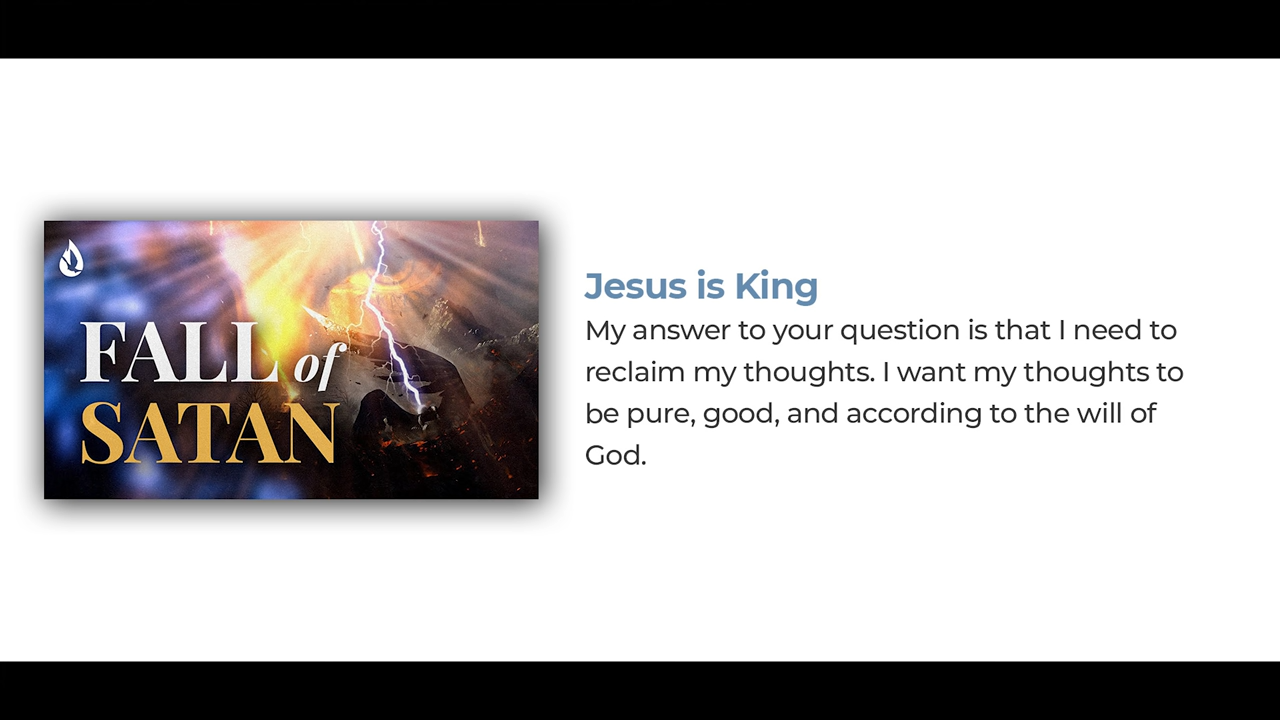 FALL of
SATAN
Jesus is King
My answer to your question is that I need to
reclaim my thoughts. I want my thoughts to
be pure, good, and according to the will of
God.